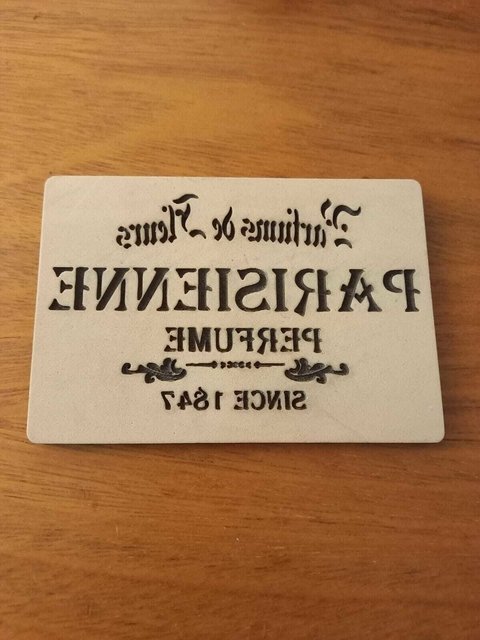 Parfums de Fleurs
PARISIENNE
PERFUME
SINCE 1847